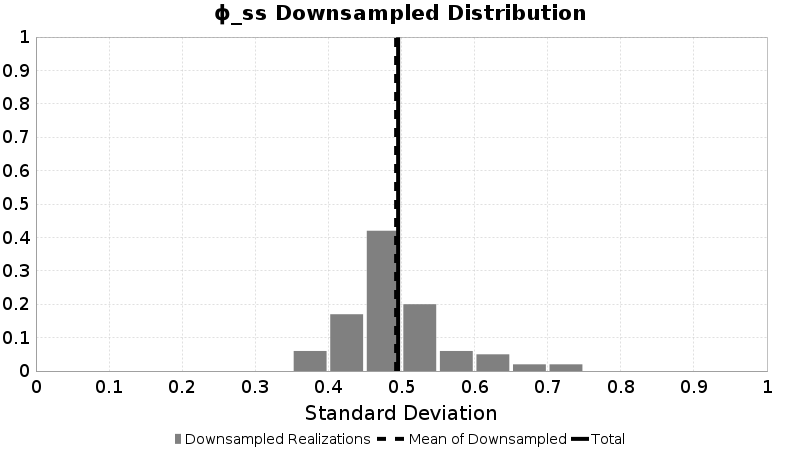 ϕ_ss Downsampled Distribution
1
0.9
0.8
0.7
0.6
0.5
0.4
0.3
0.2
0.1
0
0 0.1 0.2 0.3 0.4 0.5 0.6 0.7 0.8 0.9 1
Standard Deviation
Downsampled Realizations Mean of Downsampled Total